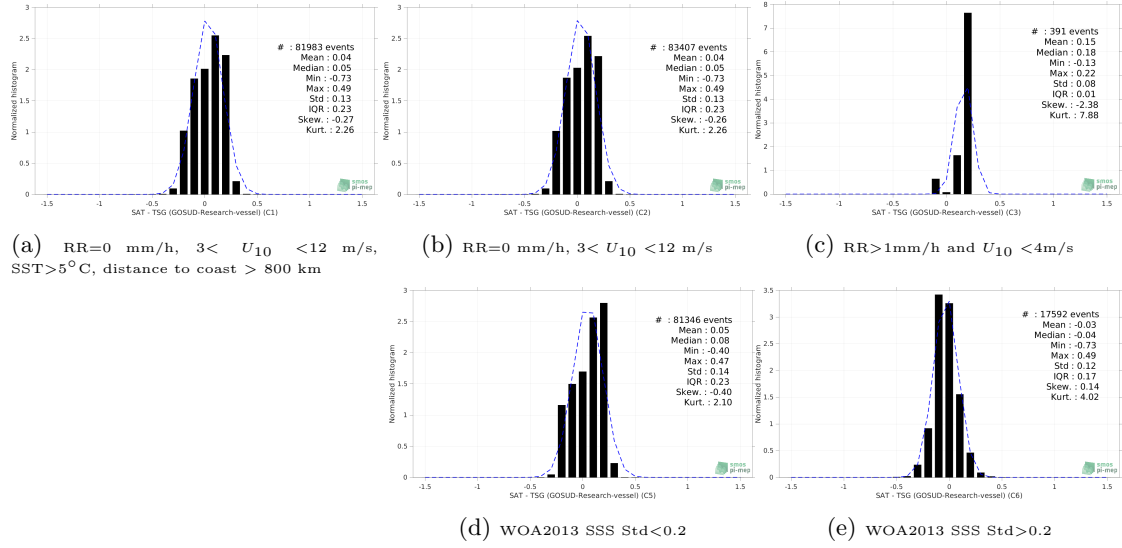 3
2.5
2
1.5
1
0.5
0
Normalized histogram
# : 81983 events
Mean : 0.04
Median : 0.05
Min : -0.73
Max : 0.49
Std : 0.13
IQR : 0.23
Skew. : -0.27
Kurt. : 2.26
smos
pi-mep
-1.5 -1 -0.5 0 0.5 1 1.5
SAT - TSG (GOSUD-Research-vessel) (C1)
(a) RR=0 mm/h, 3< U10 <12 m/s,
SST>5°C, distance to coast > 800 km
3
2.5
2
1.5
1
0.5
0
Normalized histogram
# : 83407 events
Mean : 0.04
Median : 0.05
Min : -0.73
Max : 0.49
Std : 0.13
IQR : 0.23
Skew. : -0.26
Kurt. : 2.26
smos
pi-mep
-1.5 -1 -0.5 0 0.5 1 1.5
SAT - TSG (GOSUD-Research-vessel) (C2)
(b) RR=0 mm/h, 3< U10 <12 m/s
8
7
6
5
4
3
2
1
0
Normalized histogram
# : 391 events
Mean : 0.15
Median : 0.18
Min : -0.13
Max : 0.22
Std : 0.08
IQR : 0.01
Skew. : -2.38
Kurt. : 7.88
smos
pi-mep
-1.5 -1 -0.5 0 0.5 1 1.5
SAT - TSG (GOSUD-Research-vessel) (C3)
(c) RR>1mm/h and U10 <4m/s
3
2.5
2
1.5
1
0.5
0
Normalized histogram
# : 81346 events
Mean : 0.05
Median : 0.08
Min : -0.40
Max : 0.47
Std : 0.14
IQR : 0.23
Skew. : -0.40
Kurt. : 2.10
smos
pi-mep
-1.5 -1 -0.5 0 0.5 1 1.5
SAT - TSG (GOSUD-Research-vessel) (C5)
(d) WOA2013 SSS Std<0.2
3.5
3
2.5
2
1.5
1
0.5
0
Normalized histogram
# : 17592 events
Mean : -0.03
Median : -0.04
Min : -0.73
Max : 0.49
Std : 0.12
IQR : 0.17
Skew. : 0.14
Kurt. : 4.02
smos
pi-mep
-1.5 -1 -0.5 0 0.5 1 1.5
SAT - TSG (GOSUD-Research-vessel) (C6)
(e) WOA2013 SSS Std>0.2